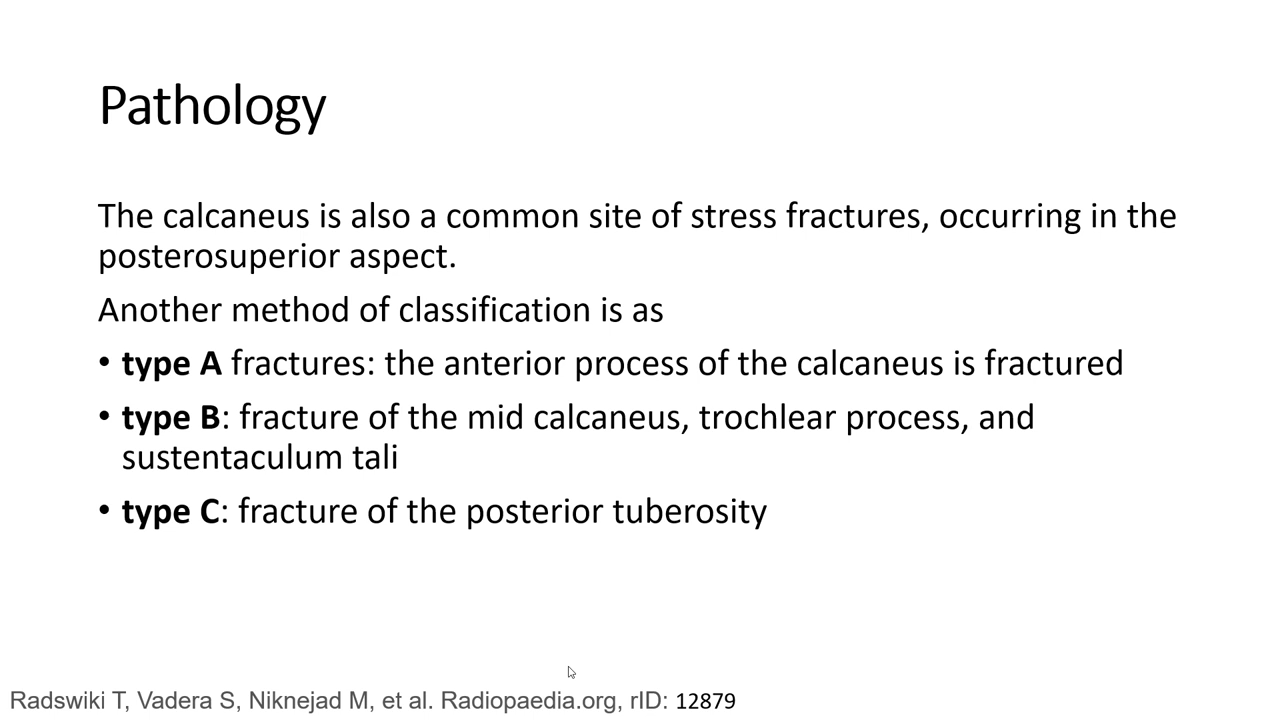 Pathology
The calcaneus is also a common site of stress fractures, occurring in the
posterosuperior aspect.
Another method of classification is as
• type A fractures: the anterior process of the calcaneus is fractured
• type B: fracture of the mid calcaneus, trochlear process, and
sustentaculum tali
• type C: fracture of the posterior tuberosity
Radswiki T, Vadera S, Niknejad M, et al. Radiopaedia.org, rID: 12879